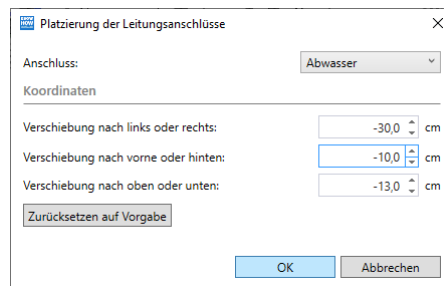 Platzierung der Leitungsanschlüsse
Anschluss: Abwasser
Koordinaten
Verschiebung nach links oder rechts: -30,0 cm
Verschiebung nach vorne oder hinten: -10,0 cm
Verschiebung nach oben oder unten: -13,0 cm
Zurücksetzen auf Vorgabe
OK Abbrechen